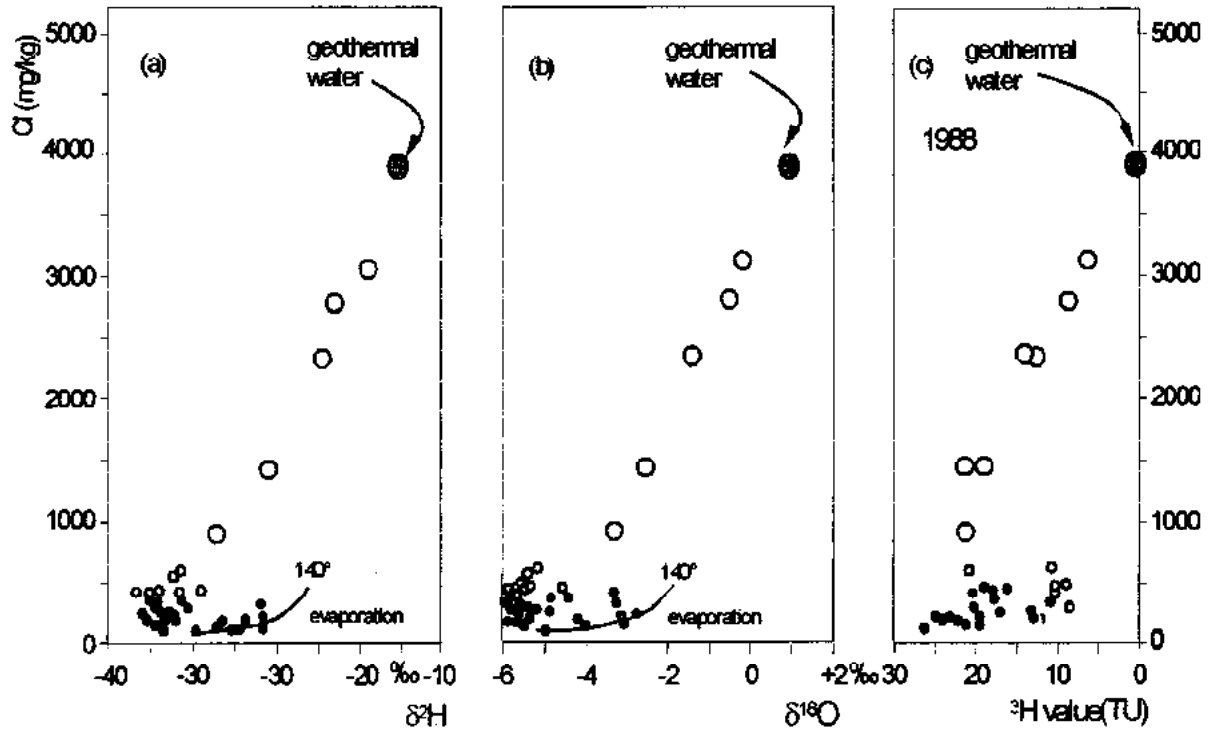 5000
4000
3000
2000
1000
0
Cl (mg/kg)
(a)
geothermal
water
140°
evaporation
-40 -30 -30 -20 ‰ -10
δ²H
(b)
geothermal
water
140°
evaporation
-6 -4 -2 0 +2‰
δ¹⁸O
(c)
geothermal
water
1988
5000
4000
3000
2000
1000
0
30 20 10 0
³H value(TU)